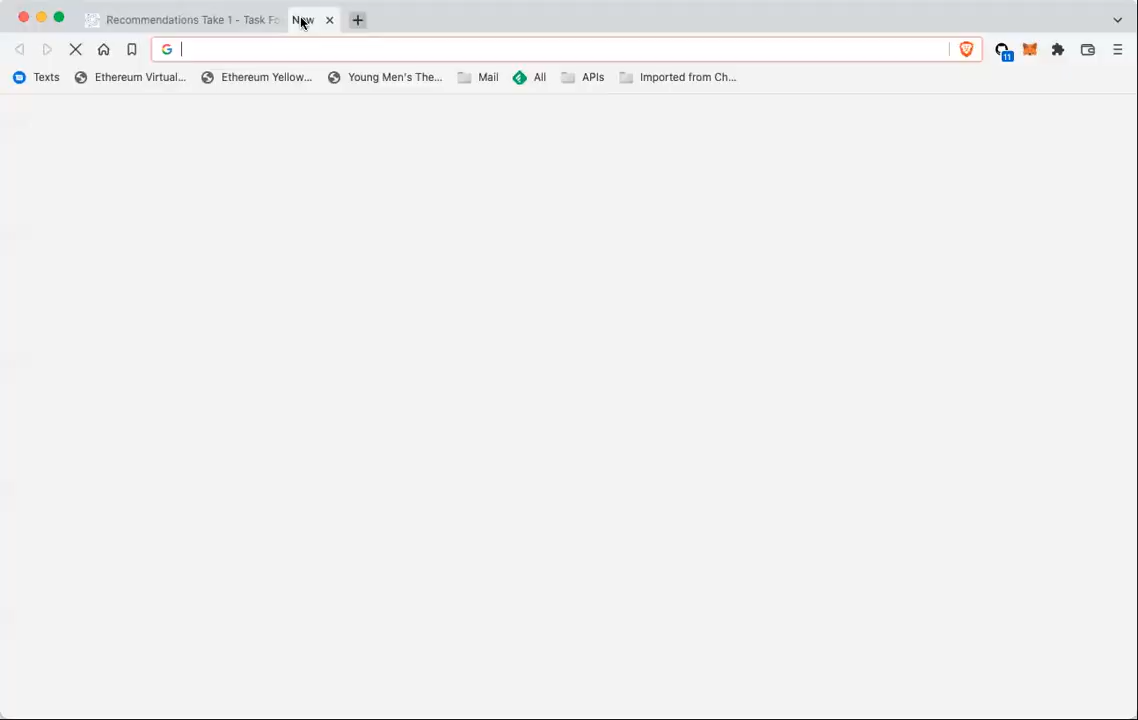 Recommendations Take 1 - Task Fo
New
11
Texts
Ethereum Virtual...
Ethereum Yellow...
Young Men's The...
Mail
All
APIs
Imported from Ch...